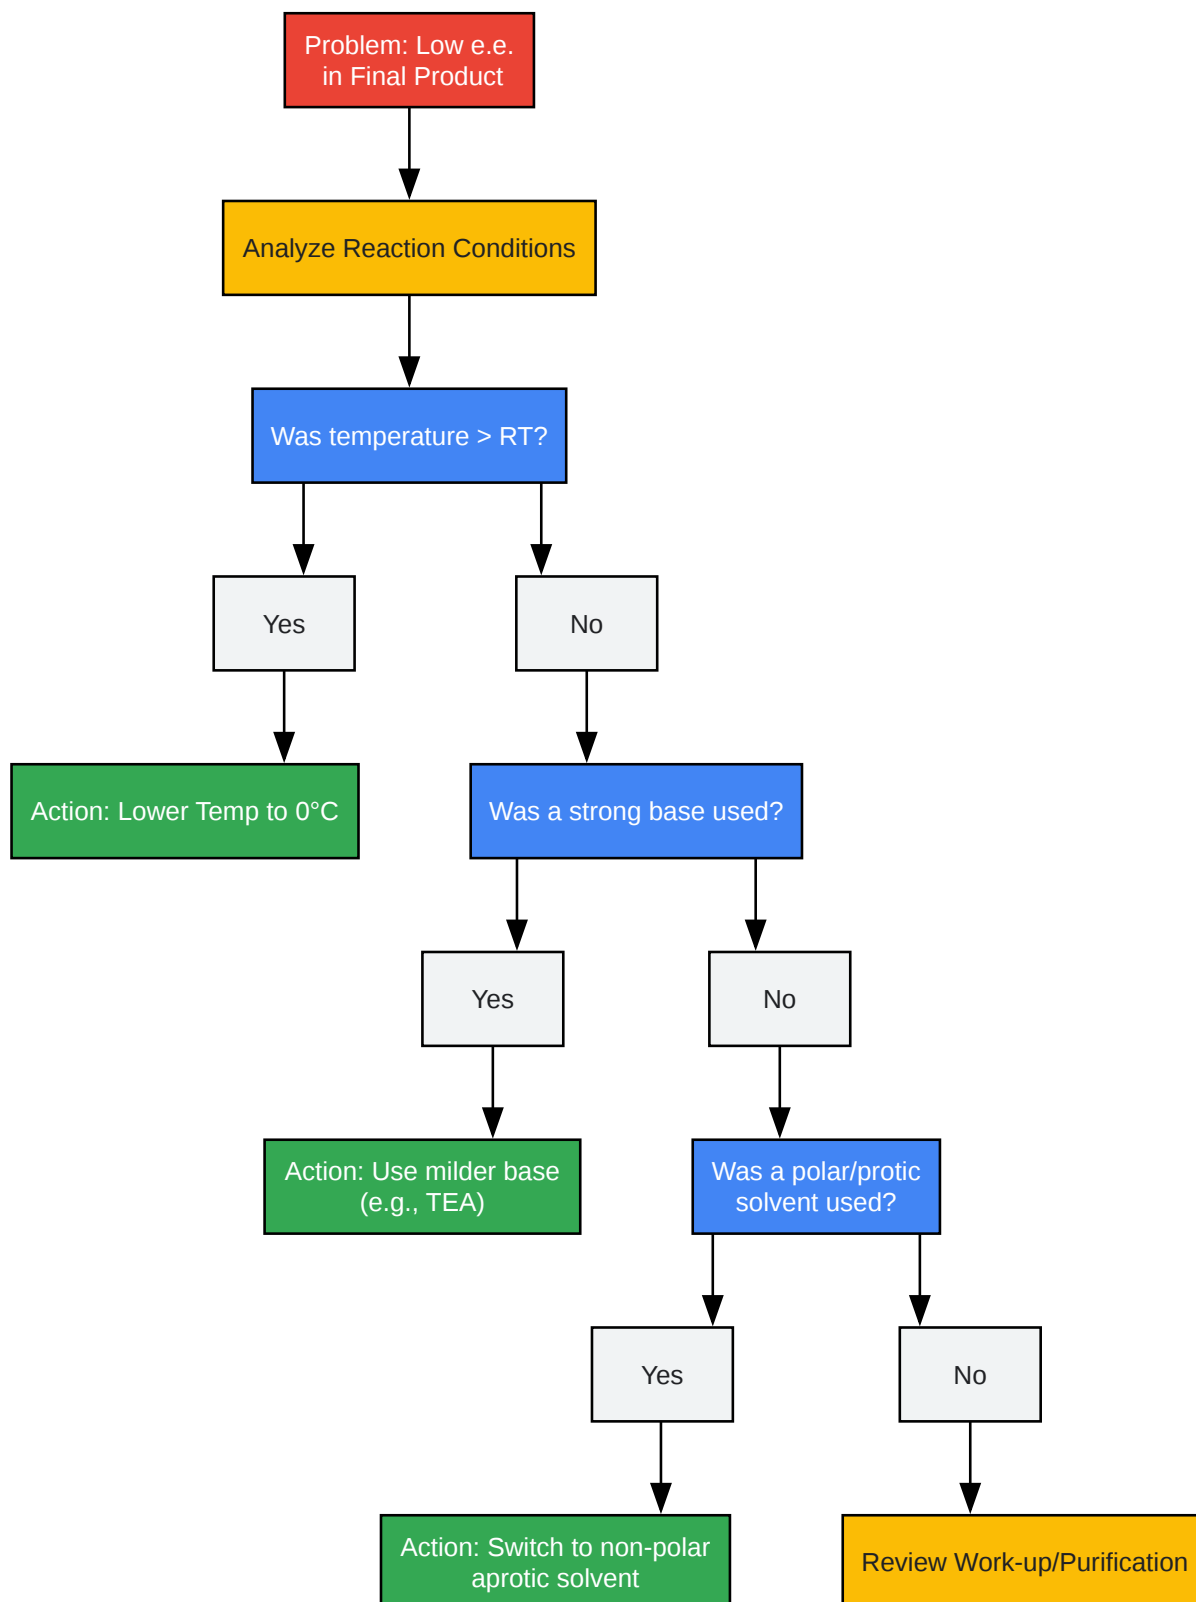 Problem: Low e.e.
in Final Product
Analyze Reaction Conditions
Was temperature > RT?
Yes
No
Action: Lower Temp to 0°C
Was a strong base used?
Yes
No
Action: Use milder base
(e.g., TEA)
Was a polar/protic
solvent used?
Yes
No
Action: Switch to non-polar
aprotic solvent
Review Work-up/Purification